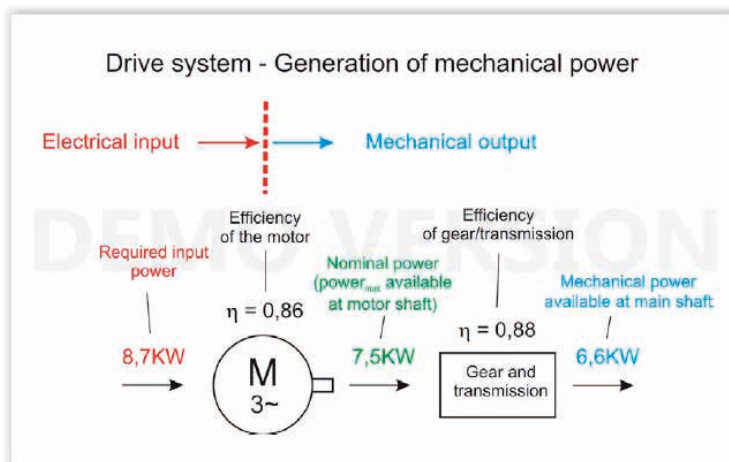 Drive system - Generation of mechanical power
Electrical input
Mechanical output
DEMO VERSION
Efficiency
of the motor
Efficiency
of gear/transmission
Required input
power
Nominal power
(power_mot available
at motor shaft)
Mechanical power
available at main shaft
η = 0,86
η = 0,88
8,7KW
7,5KW
6,6KW
M
3~
Gear and
transmission